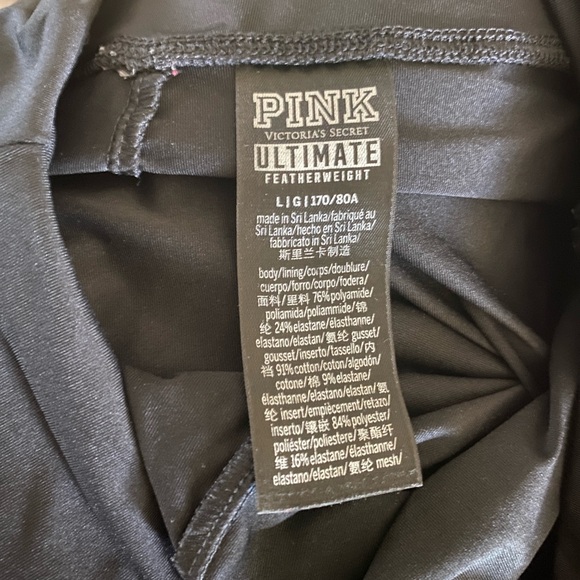 PINK
VICTORIA'S SECRET
ULTIMATE
FEATHERWEIGHT
L | G | 170/80A
made in Sri Lanka/fabriqué au
Sri Lanka/hecho en Sri Lanka/
fabbricato in Sri Lanka/
斯里兰卡制造
body/lining/corps/doublure/
cuerpo/forro/corpo/fodera/
面料/里料 76% polyamide/
poliamida/poliammide/锦
纶 24% elastane/élasthanne/
elastano/elastan/氨纶 gusset/
gousset/inserto/tassello/内
裆 91% cotton/coton/algodón/
cotone/棉 9% elastane/
élasthanne/elastano/elastan/氨
纶 insert/empiècement/retazo/
inserto/镶嵌 84% polyester/
poliéster/poliestere/聚酯纤
维 16% elastane/élasthanne/
elastano/elastan/氨纶 mesh/